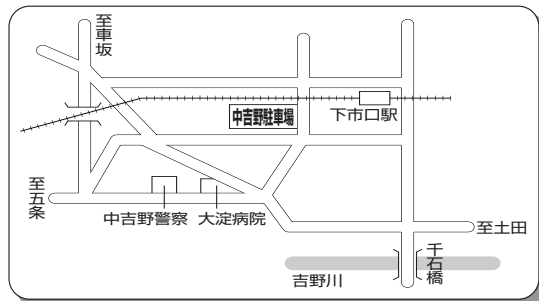 至車坂
中吉野駐車場
下市口駅
至五条
中吉野警察
大淀病院
至土田
千石橋
吉野川